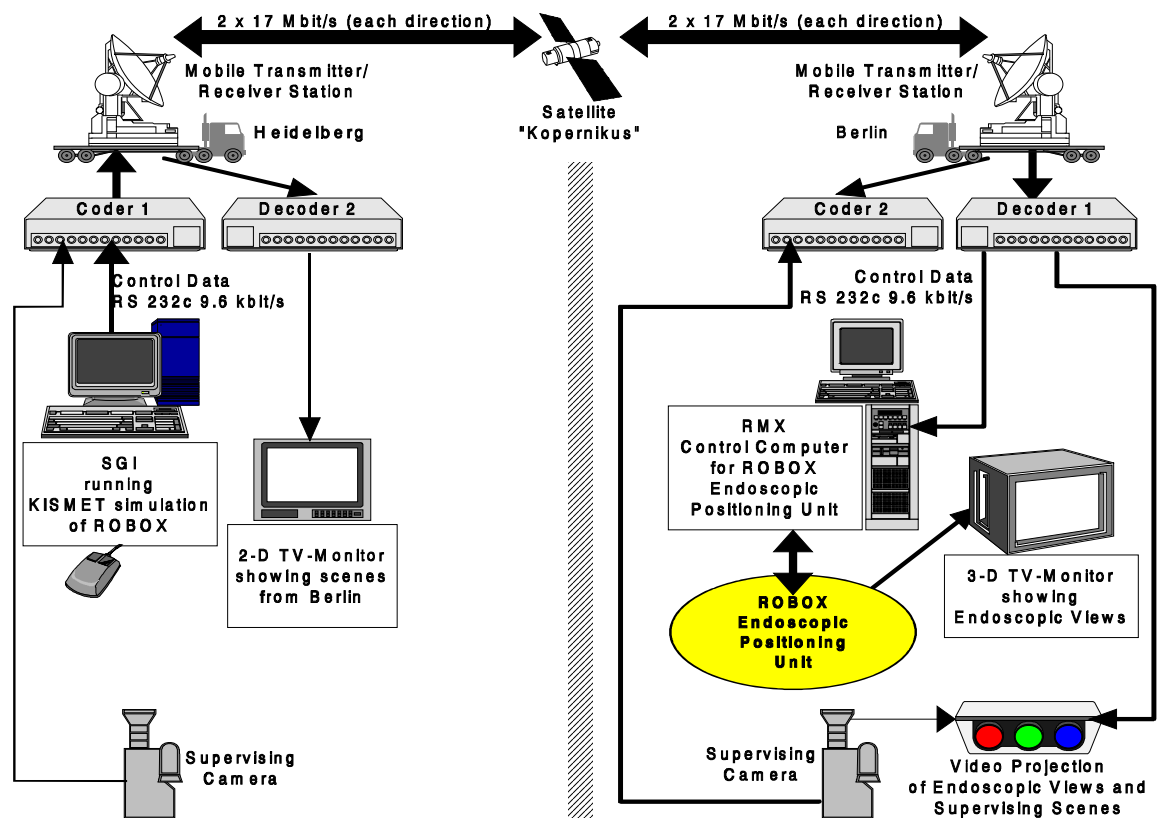 2 x 17 Mbit/s (each direction)
2 x 17 Mbit/s (each direction)
Mobile Transmitter/
Receiver Station
Mobile Transmitter/
Receiver Station
Satellite
"Kopernikus"
Heidelberg
Berlin
Coder 1
Decoder 2
Coder 2
Decoder 1
Control Data
RS 232c 9.6 kbit/s
Control Data
RS 232c 9.6 kbit/s
SGI
running
KISMET simulation
of ROBOX
2-D TV-Monitor
showing scenes
from Berlin
RMX
Control Computer
for ROBOX
Endoscopic
Positioning Unit
3-D TV-Monitor
showing
Endoscopic Views
ROBOX
Endoscopic
Positioning
Unit
Supervising
Camera
Supervising
Camera
Video Projection
of Endoscopic Views and
Supervising Scenes